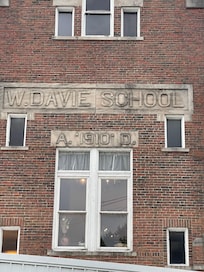 W. DAVIE SCHOOL
A. 1910 D.